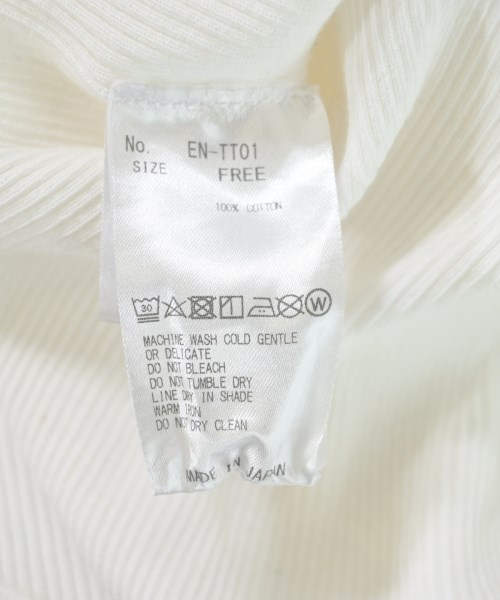 No. EN-TT01
SIZE FREE
100% COTTON
30 W
MACHINE WASH COLD GENTLE
OR DELICATE
DO NOT BLEACH
DO NOT TUMBLE DRY
LINE DRY IN SHADE
WARM IRON
DO NOT DRY CLEAN
MADE IN JAPAN